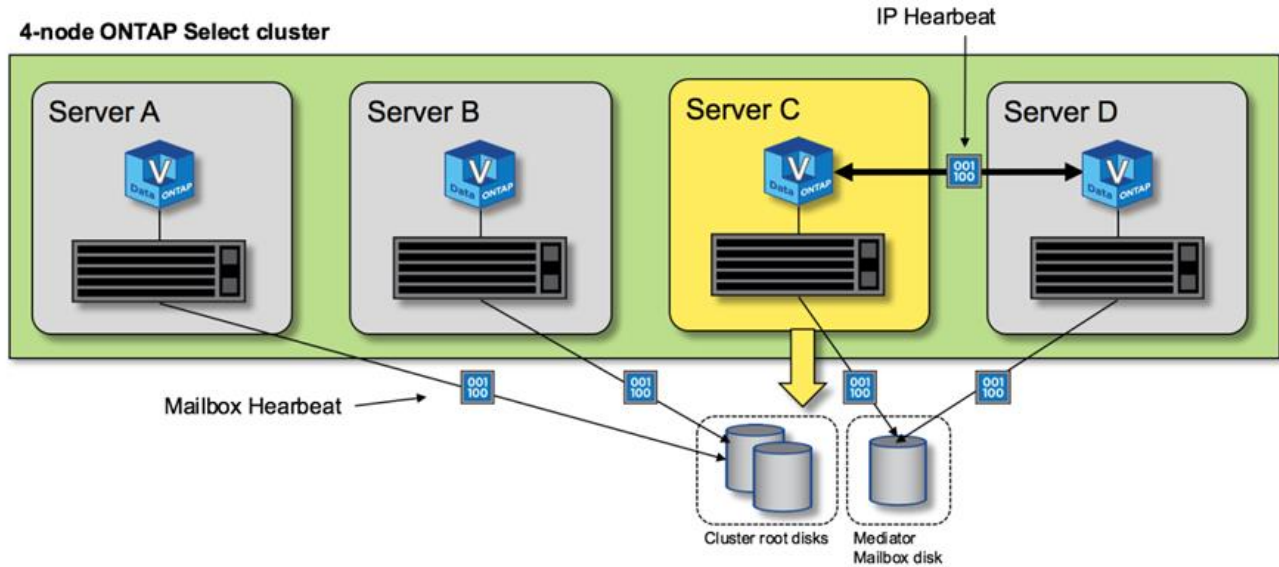 IP Hearbeat
4-node ONTAP Select cluster
Server A
Server B
Server C
Server D
V
Data ONTAP
V
Data ONTAP
V
Data ONTAP
V
Data ONTAP
001
100
Mailbox Hearbeat
001
100
001
100
001
100
001
100
Cluster root disks
Mediator
Mailbox disk